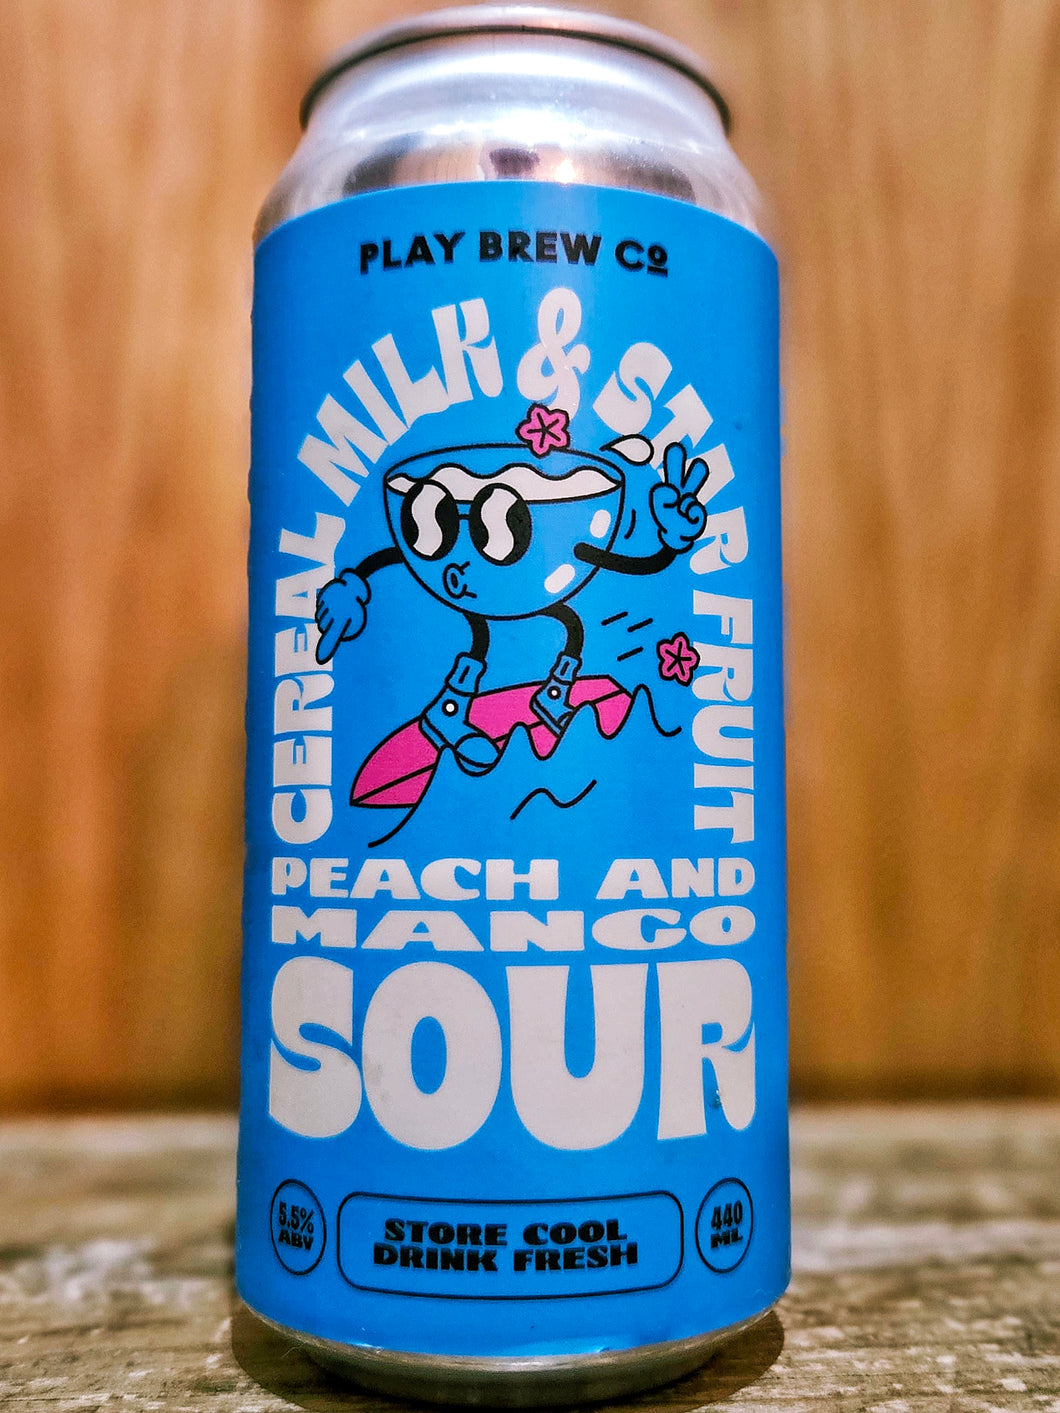 PLAY BREW Co
CEREAL MILK & STAR FRUIT
PEACH AND
MANGO
SOUR
5.5%
ABV
STORE COOL
DRINK FRESH
440
ML